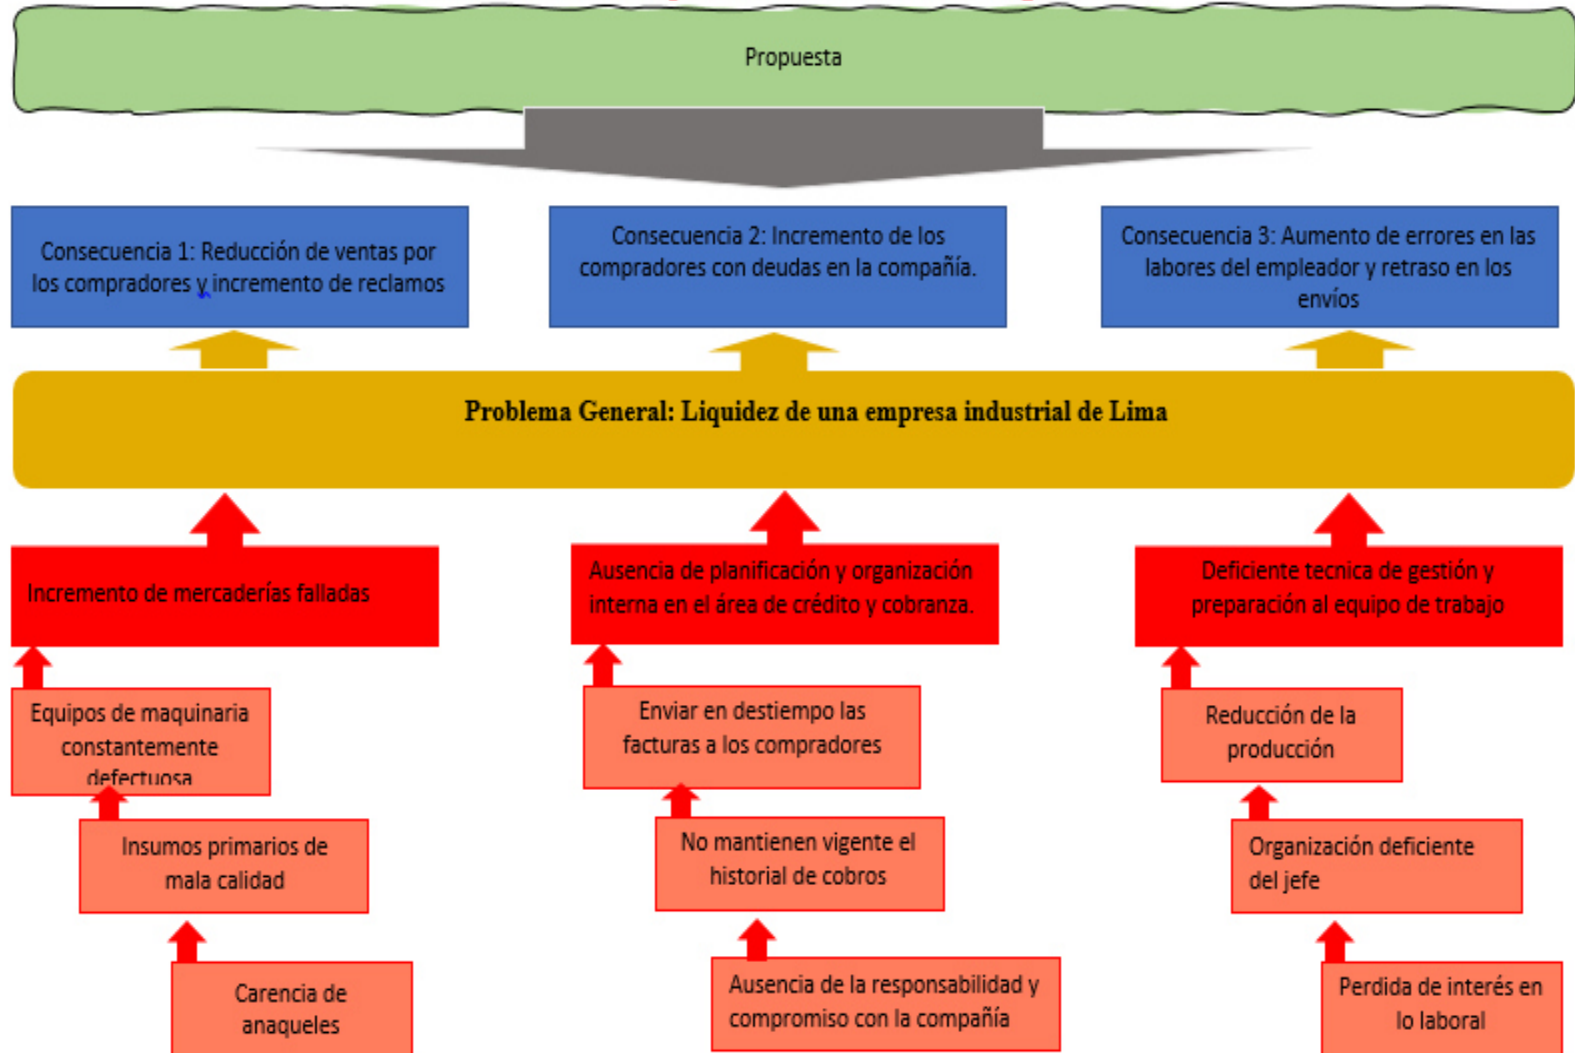 Propuesta
Consecuencia 1: Reducción de ventas por
los compradores y incremento de reclamos
Consecuencia 2: Incremento de los
compradores con deudas en la compañía.
Consecuencia 3: Aumento de errores en las
labores del empleador y retraso en los
envíos
Problema General: Liquidez de una empresa industrial de Lima
Incremento de mercaderías falladas
Ausencia de planificación y organización
interna en el área de crédito y cobranza.
Deficiente tecnica de gestión y
preparación al equipo de trabajo
Equipos de maquinaria
constantemente
defectuosa
Enviar en destiempo las
facturas a los compradores
Reducción de la
producción
Insumos primarios de
mala calidad
No mantienen vigente el
historial de cobros
Organización deficiente
del jefe
Carencia de
anaqueles
Ausencia de la responsabilidad y
compromiso con la compañía
Perdida de interés en
lo laboral